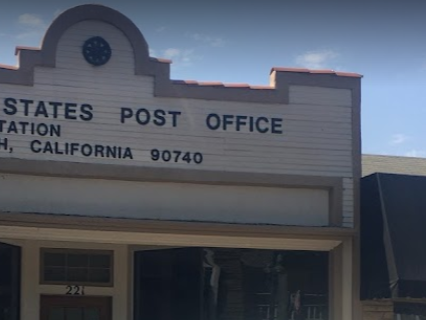 STATES POST OFFICE
TATION
H, CALIFORNIA 90740
221